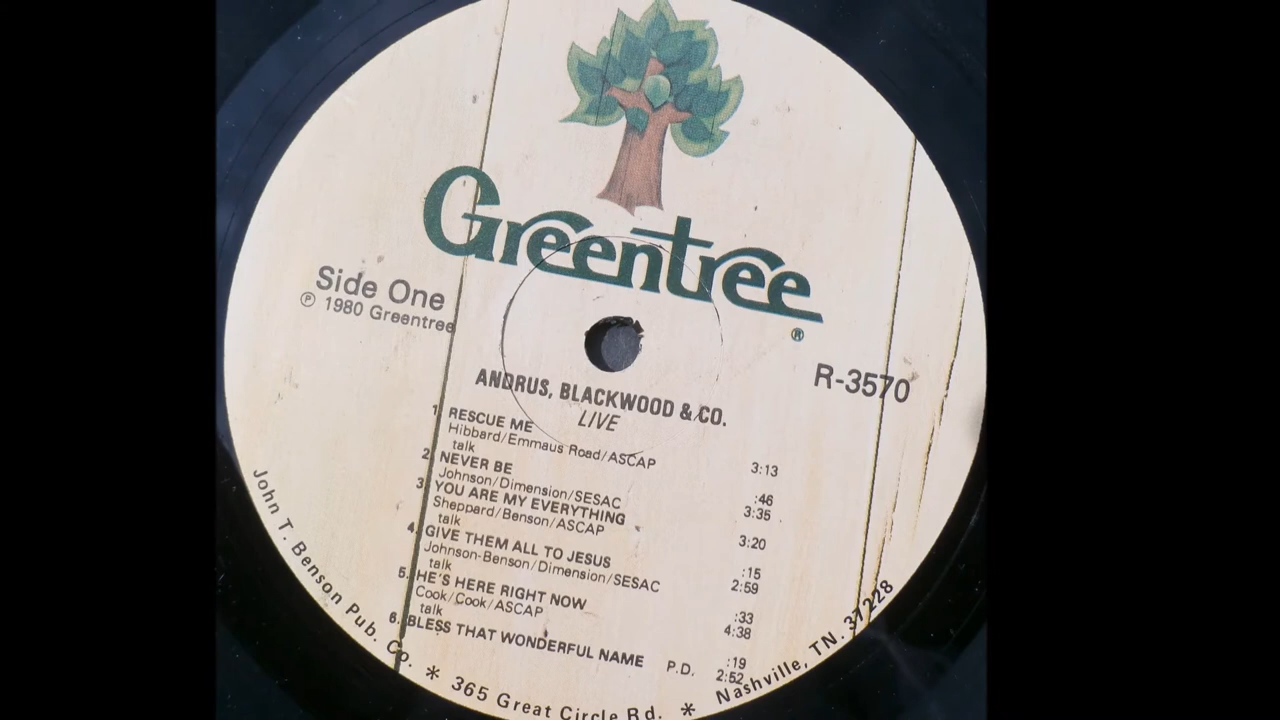 Greentree
®
Side One
℗ 1980 Greentree
R-3570
ANDRUS, BLACKWOOD & CO.
LIVE
1. RESCUE ME 3:13
Hibbard/Emmaus Road/ASCAP
talk :46
2. NEVER BE 3:35
Johnson/Dimension/SESAC
3. YOU ARE MY EVERYTHING 3:20
Sheppard/Benson/ASCAP
talk :15
4. GIVE THEM ALL TO JESUS 2:59
Johnson-Benson/Dimension/SESAC
talk :33
5. HE'S HERE RIGHT NOW 4:38
Cook/Cook/ASCAP
talk :19
6. BLESS THAT WONDERFUL NAME P.D. 2:52
John T. Benson Pub. Co. * 365 Great Circle Rd. * Nashville, TN. 37228